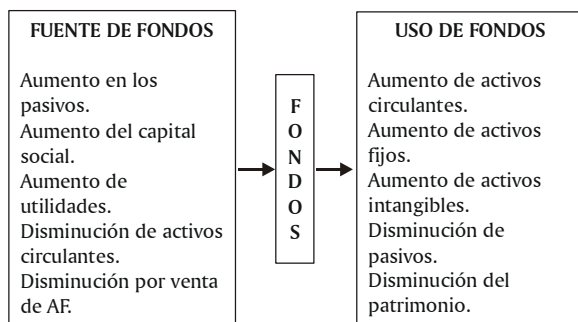 FUENTE DE FONDOS
Aumento en los
pasivos.
Aumento del capital
social.
Aumento de
utilidades.
Disminución de activos
circulantes.
Disminución por venta
de AF.
F
O
N
D
O
S
USO DE FONDOS
Aumento de activos
circulantes.
Aumento de activos
fijos.
Aumento de activos
intangibles.
Disminución de
pasivos.
Disminución del
patrimonio.